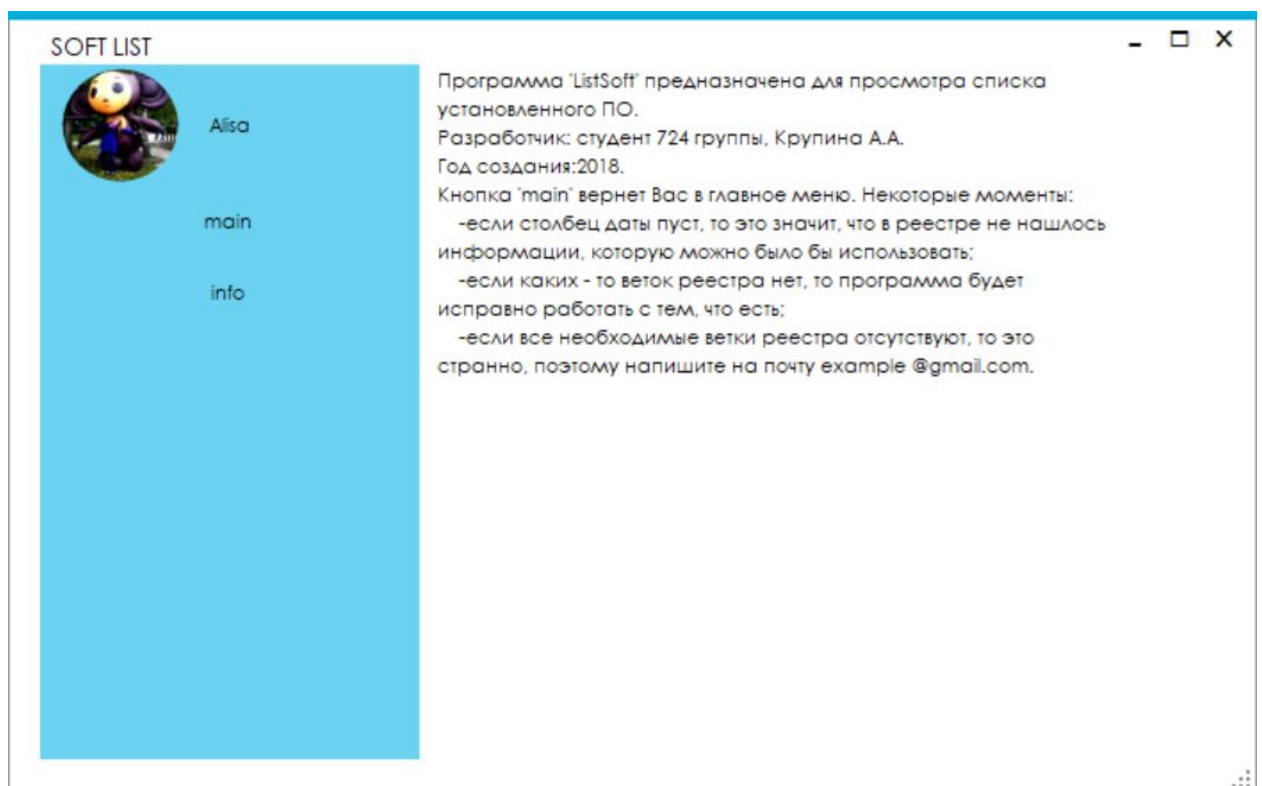 SOFT LIST
Alisa
main
info
Программа 'ListSoft' предназначена для просмотра списка
установленного ПО.
Разработчик: студент 724 группы, Крупина А.А.
Год создания:2018.
Кнопка 'main' вернет Вас в главное меню. Некоторые моменты:
-если столбец даты пуст, то это значит, что в реестре не нашлось
информации, которую можно было бы использовать;
-если каких - то веток реестра нет, то программа будет
исправно работать с тем, что есть;
-если все необходимые ветки реестра отсутствуют, то это
странно, поэтому напишите на почту example @gmail.com.